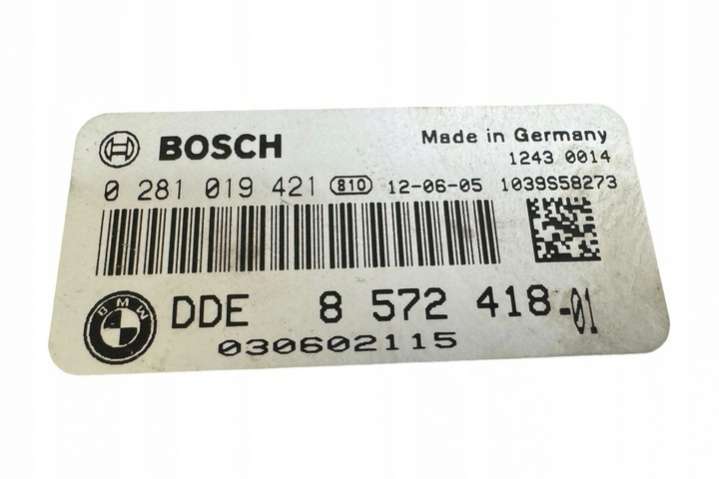 BOSCH Made in Germany
1243 0014
0 281 019 421 810 12-06-05 1039S58273
BMW DDE 8 572 418-01
030602115